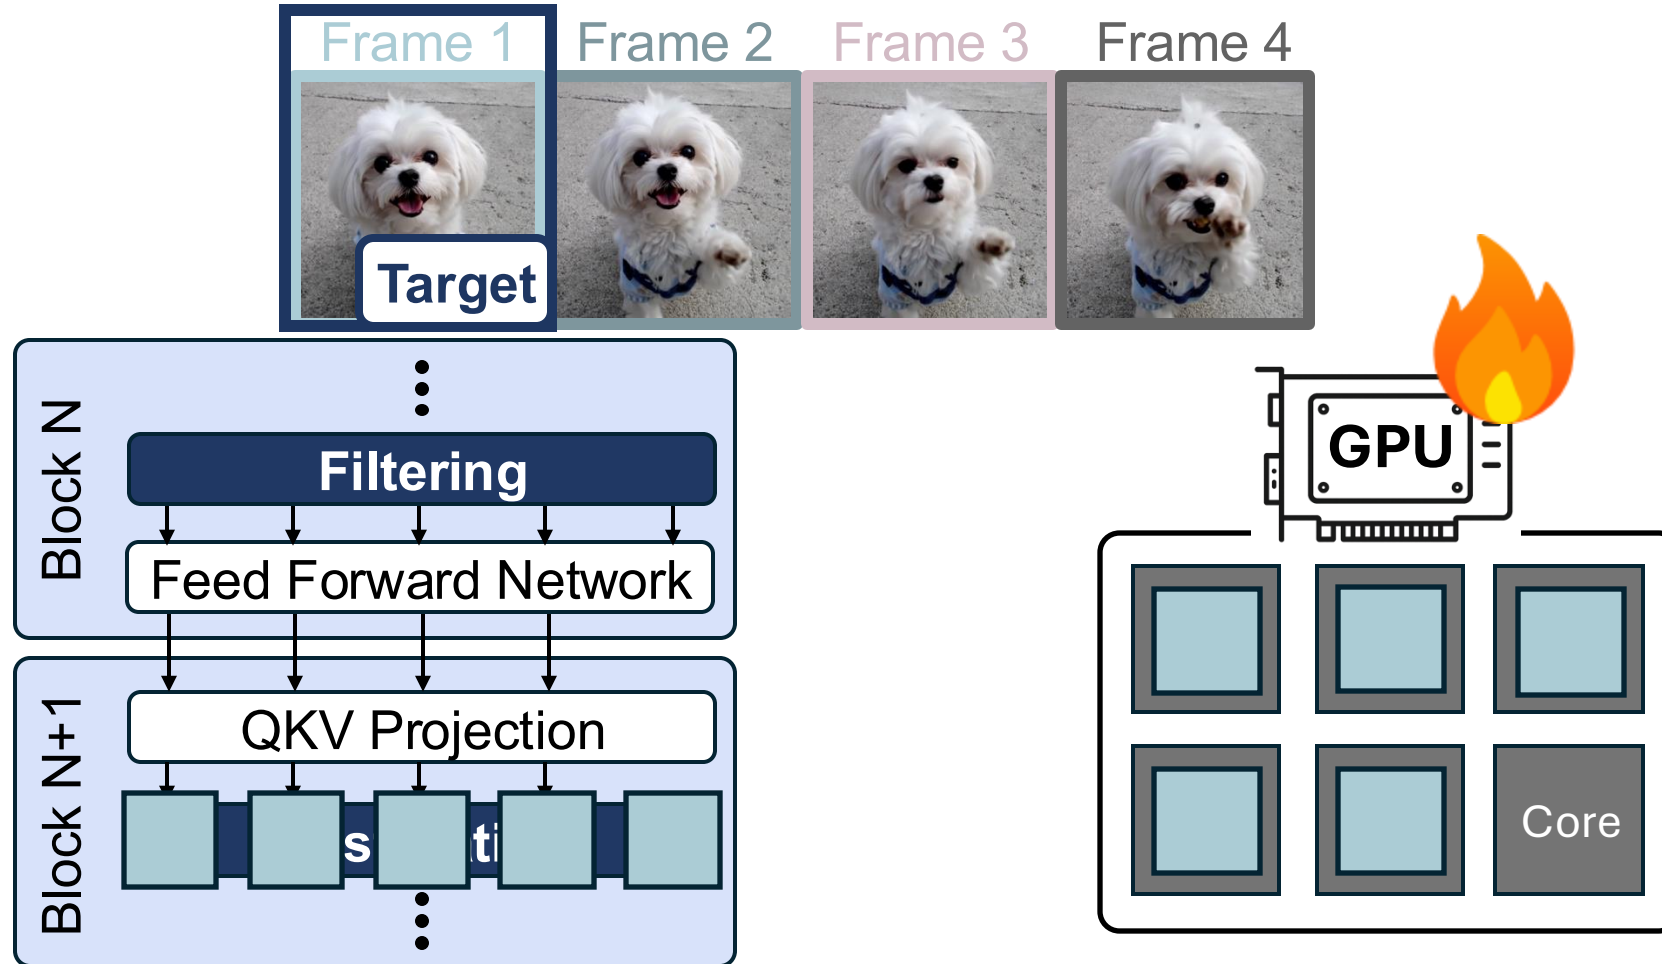 Frame 1
Frame 2
Frame 3
Frame 4
Target
Block N
Filtering
Feed Forward Network
GPU
Block N+1
QKV Projection
Core